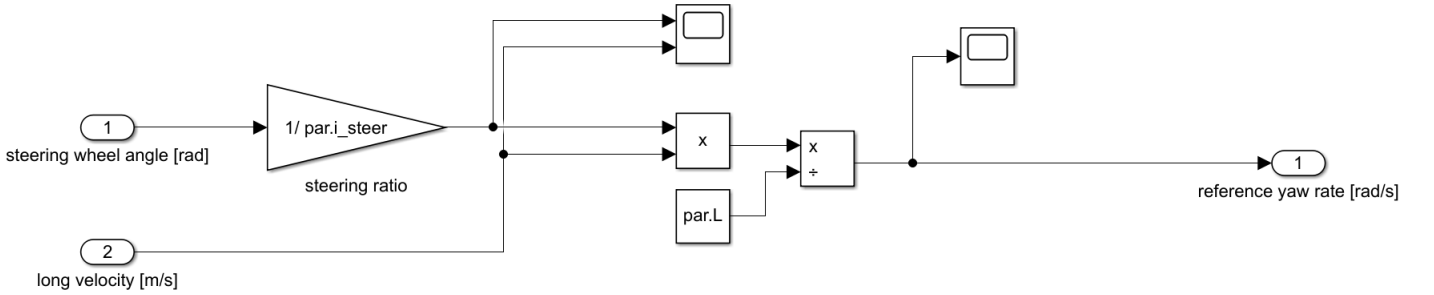 1
steering wheel angle [rad]
1/ par.i_steer
steering ratio
2
long velocity [m/s]
x
par.L
x
÷
1
reference yaw rate [rad/s]